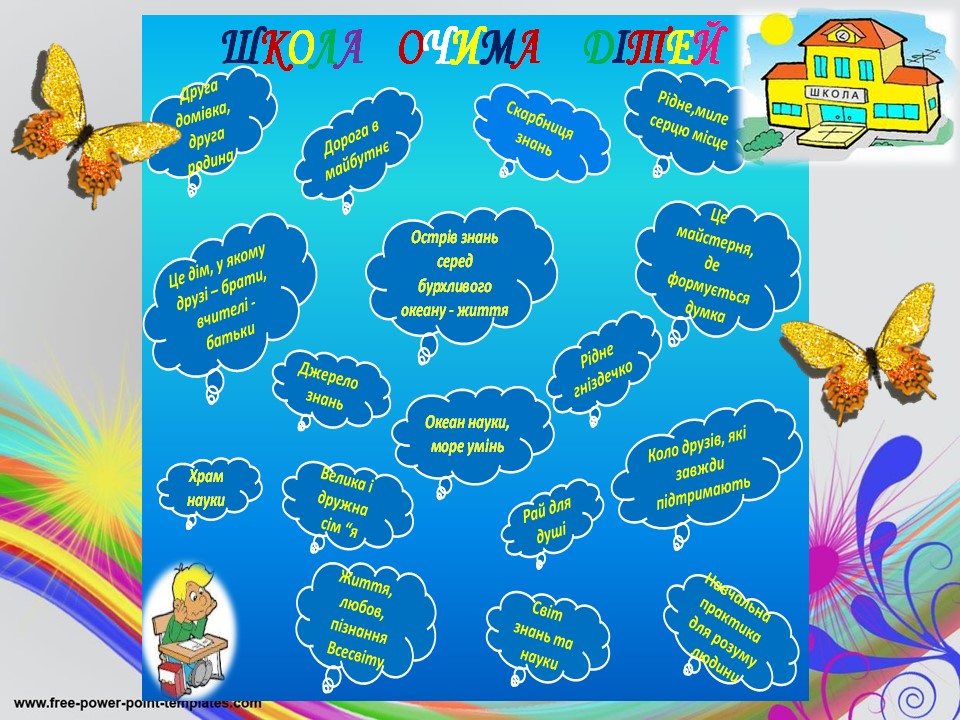 ШКОЛА ОЧИМА ДІТЕЙ
ШКОЛА
Друга
домівка,
друга
родина
Дорога в
майбутнє
Скарбниця
знань
Рідне,миле
серцю місце
Це дім, у якому
друзі – брати,
вчителі -
батьки
Острів знань
серед
бурхливого
океану - життя
Це
майстерня,
де
формується
думка
Джерело
знань
Рідне
гніздечко
Океан науки,
море умінь
Коло друзів, які
завжди
підтримають
Храм
науки
Велика і
дружна
сім “я
Рай для
душі
Життя,
любов,
пізнання
Всесвіту
Світ
знань та
науки
Навчальна
практика
для розуму
людини
www.free-power-point-templates.com